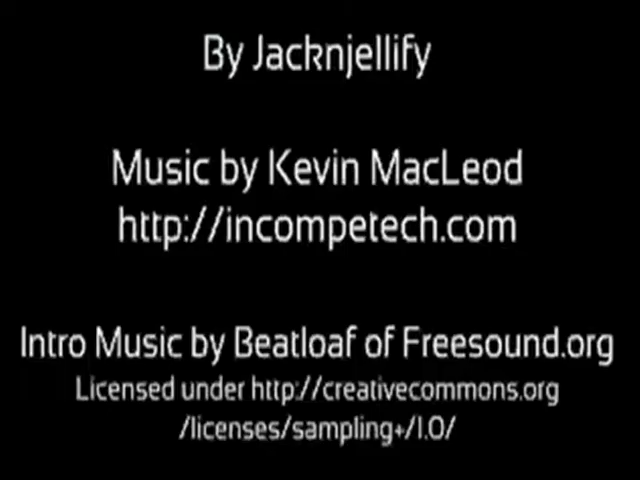 By Jacknjellify
Music by Kevin MacLeod
http://incompetech.com
Intro Music by Beatloaf of Freesound.org
Licensed under http://creativecommons.org
/licenses/sampling+/1.0/